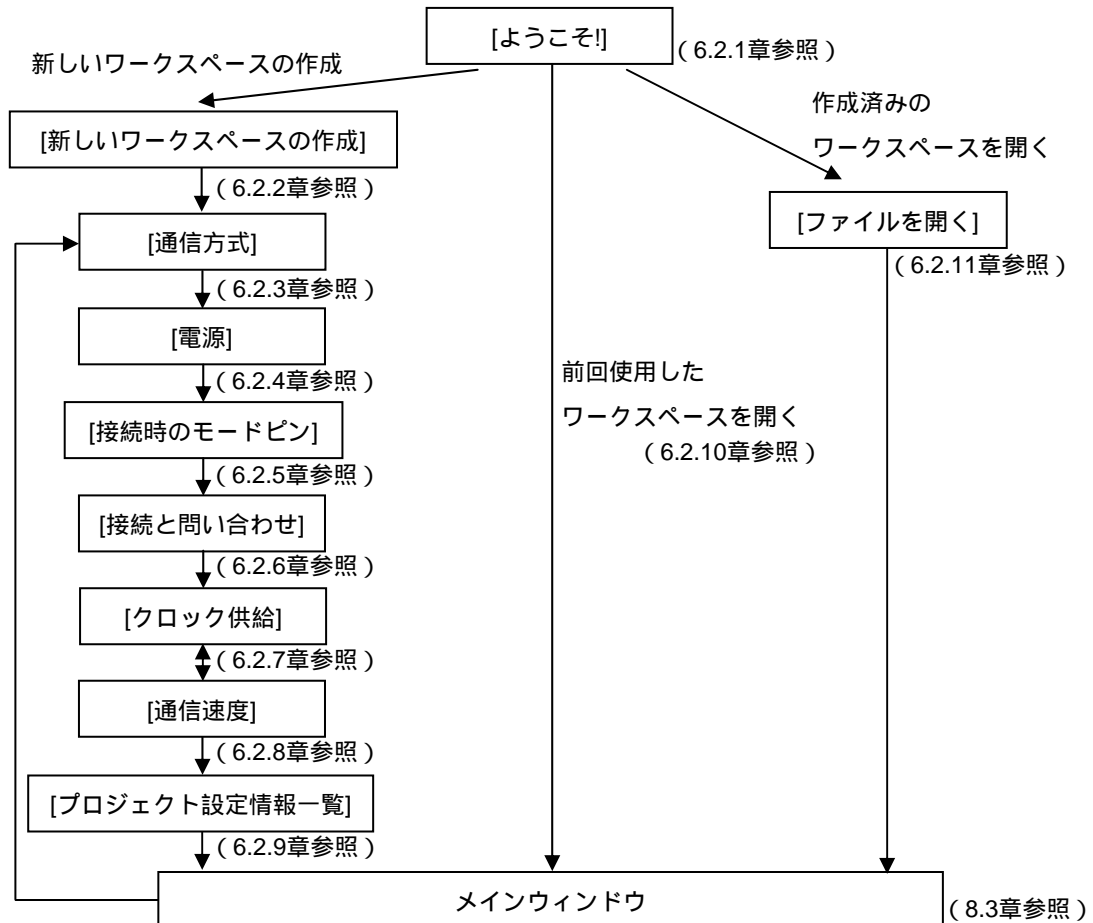 [ようこそ!]
（6.2.1章参照）
新しいワークスペースの作成
作成済みの
ワークスペースを開く
[新しいワークスペースの作成]
（6.2.2章参照）
[通信方式]
（6.2.3章参照）
[電源]
（6.2.4章参照）
[接続時のモードピン]
（6.2.5章参照）
[接続と問い合わせ]
（6.2.6章参照）
[クロック供給]
（6.2.7章参照）
[通信速度]
（6.2.8章参照）
[プロジェクト設定情報一覧]
（6.2.9章参照）
前回使用した
ワークスペースを開く
（6.2.10章参照）
[ファイルを開く]
（6.2.11章参照）
メインウィンドウ
（8.3章参照）